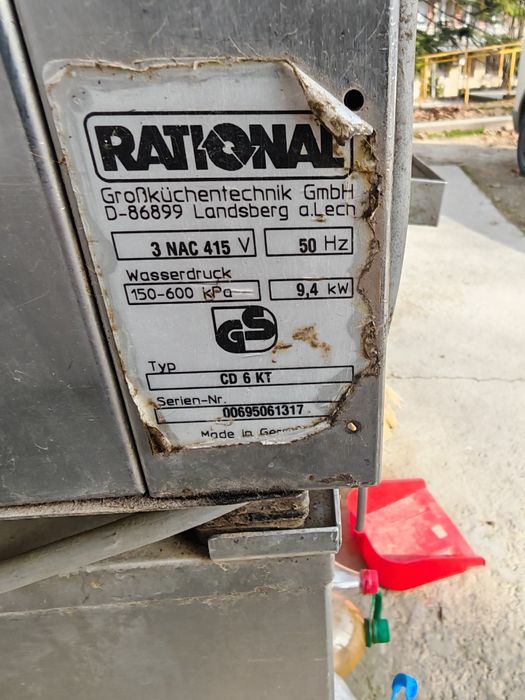 RATIONAL
Großküchentechnik GmbH
D-86899 Landsberg a.Lech
3 NAC 415 V 50 Hz
Wasserdruck
150-600 kPa 9,4 kW
GS
Typ
CD 6 KT
Serien-Nr.
00695061317
Made in